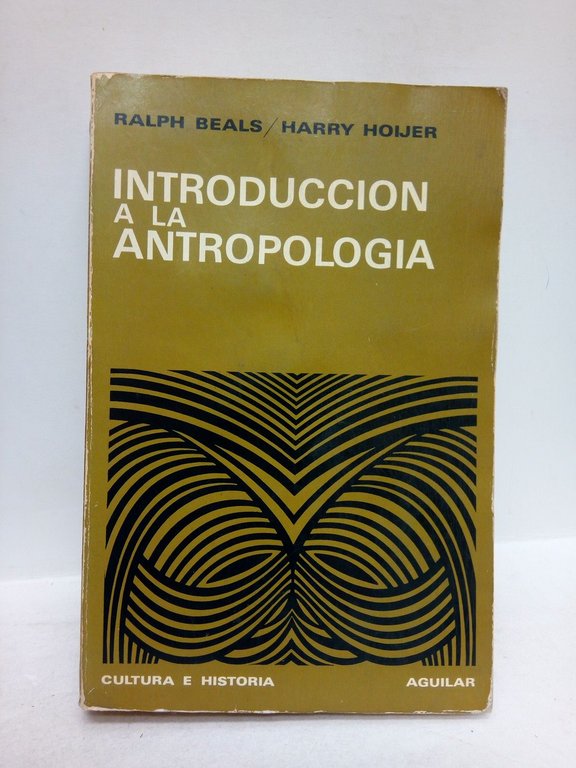 RALPH BEALS / HARRY HOIJER
INTRODUCCION
A LA
ANTROPOLOGIA
CULTURA E HISTORIA AGUILAR